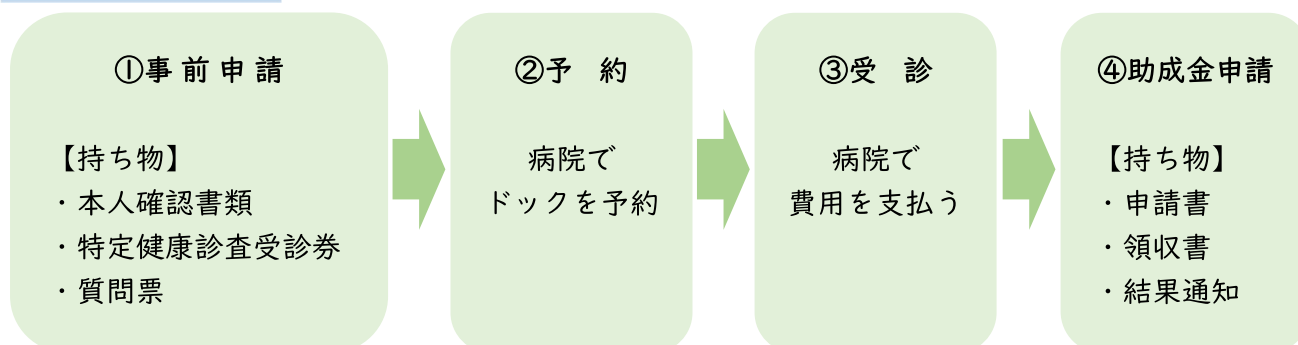 ①事前申請
【持ち物】
・本人確認書類
・特定健康診査受診券
・質問票
②予　約
病院で
ドックを予約
③受　診
病院で
費用を支払う
④助成金申請
【持ち物】
・申請書
・領収書
・結果通知